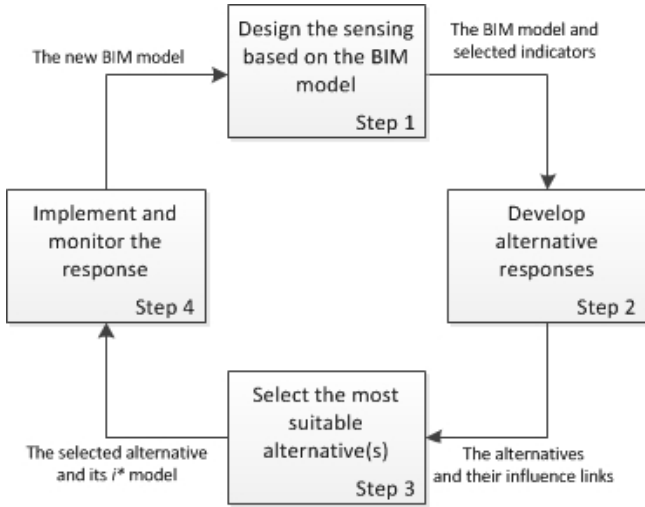 Design the sensing
based on the BIM
model
Step 1
The BIM model and
selected indicators
Develop
alternative
responses
Step 2
The alternatives
and their influence links
Select the most
suitable
alternative(s)
Step 3
The selected alternative
and its i* model
Implement and
monitor the
response
Step 4
The new BIM model